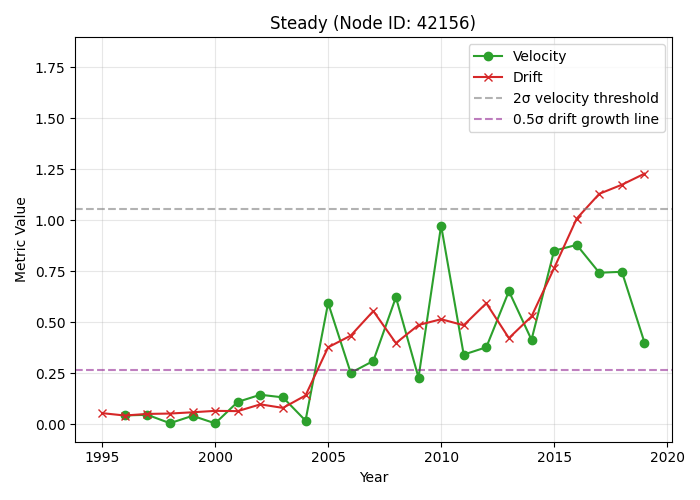 Steady (Node ID: 42156)
Velocity
Drift
2σ velocity threshold
0.5σ drift growth line
1.75
1.50
1.25
1.00
0.75
0.50
0.25
0.00
Metric Value
1995 2000 2005 2010 2015 2020
Year